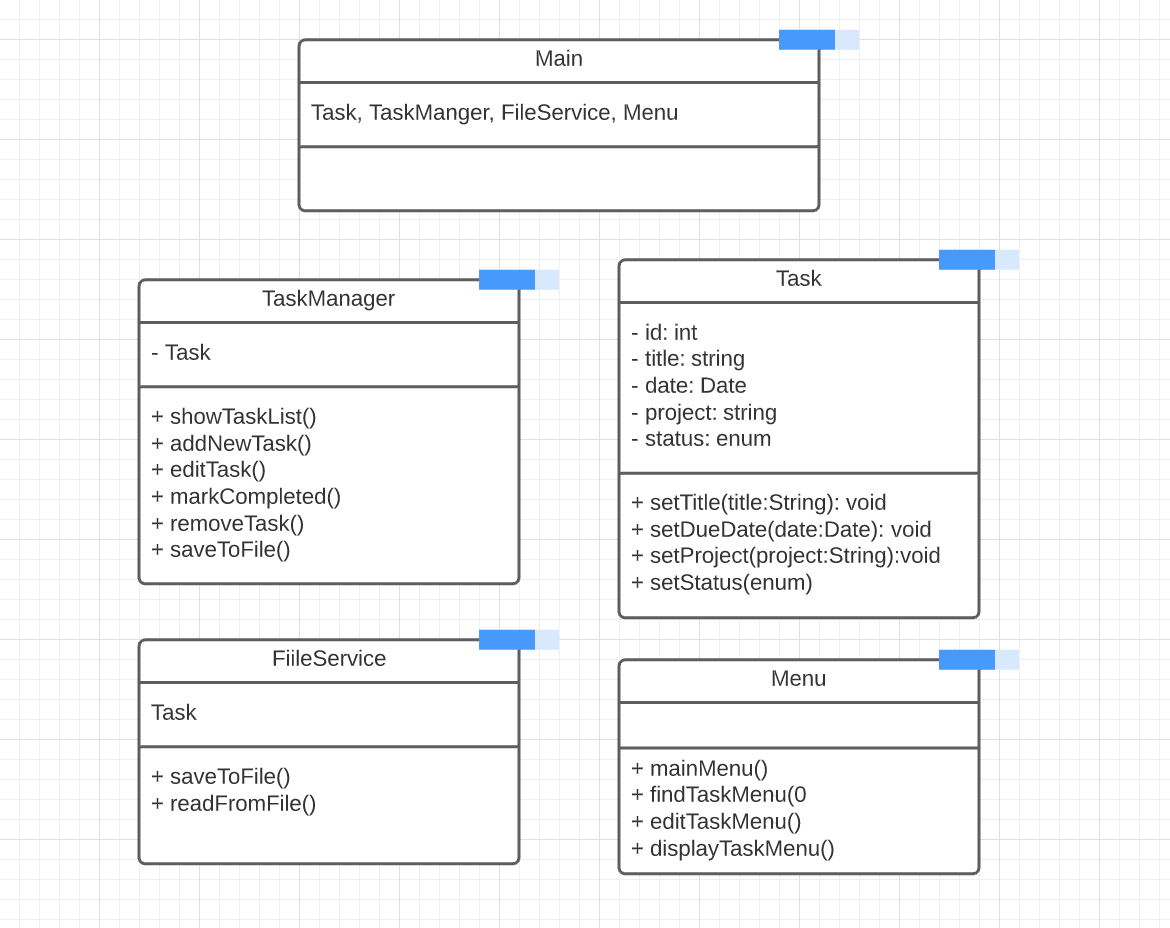 Main
Task, TaskManger, FileService, Menu
TaskManager
- Task
+ showTaskList()
+ addNewTask()
+ editTask()
+ markCompleted()
+ removeTask()
+ saveToFile()
Task
- id: int
- title: string
- date: Date
- project: string
- status: enum
+ setTitle(title:String): void
+ setDueDate(date:Date): void
+ setProject(project:String):void
+ setStatus(enum)
FiileService
Task
+ saveToFile()
+ readFromFile()
Menu
+ mainMenu()
+ findTaskMenu(0
+ editTaskMenu()
+ displayTaskMenu()